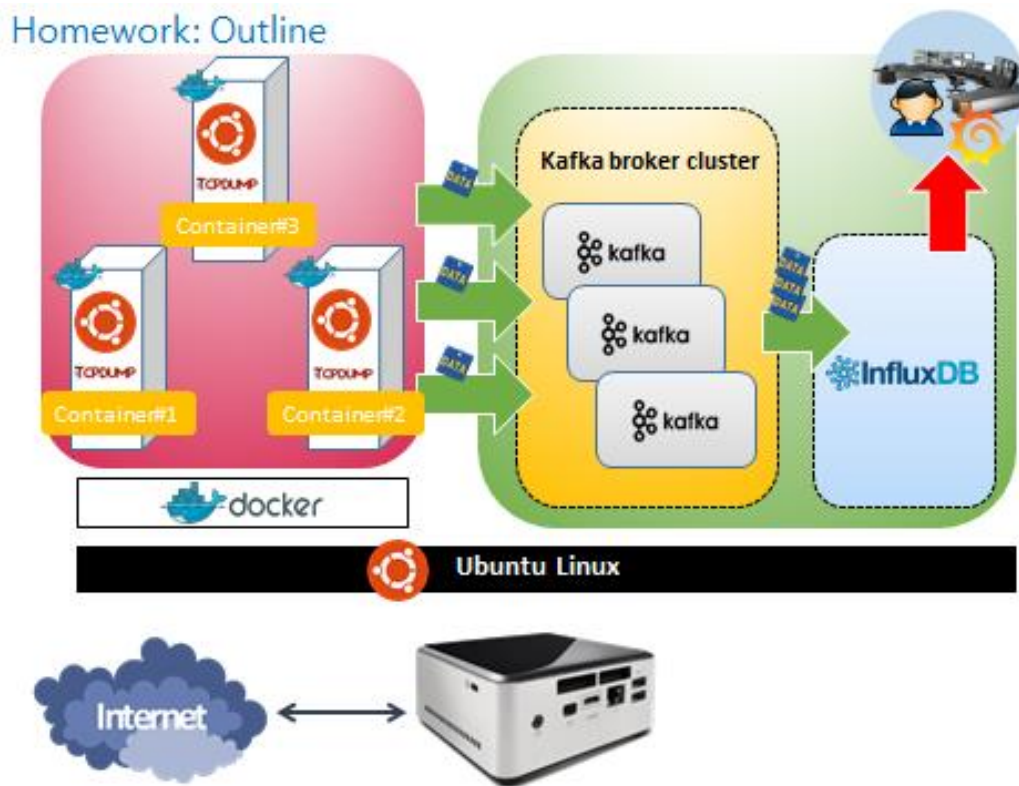 Homework: Outline
TCPDUMP
Container#3
TCPDUMP
Container#1
TCPDUMP
Container#2
docker
DATA
DATA
DATA
Kafka broker cluster
kafka
kafka
kafka
DATA
DATA
DATA
InfluxDB
Ubuntu Linux
Internet